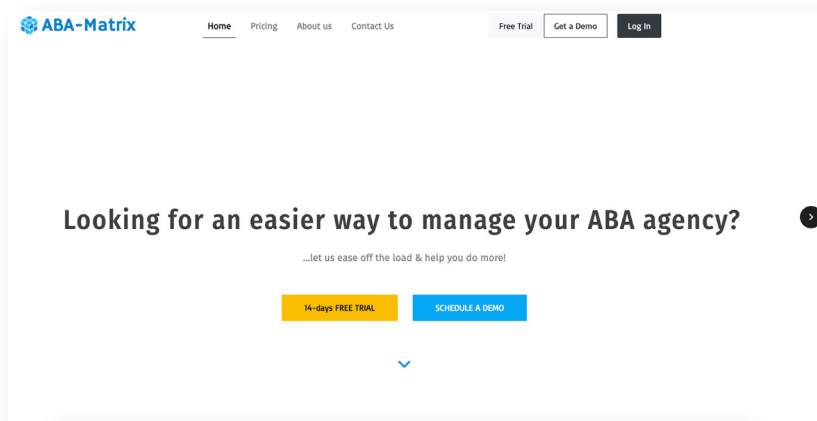 ABA-Matrix
Home Pricing About us Contact Us Free Trial Get a Demo Log In
Looking for an easier way to manage your ABA agency?
...let us ease off the load & help you do more!
14-days FREE TRIAL SCHEDULE A DEMO